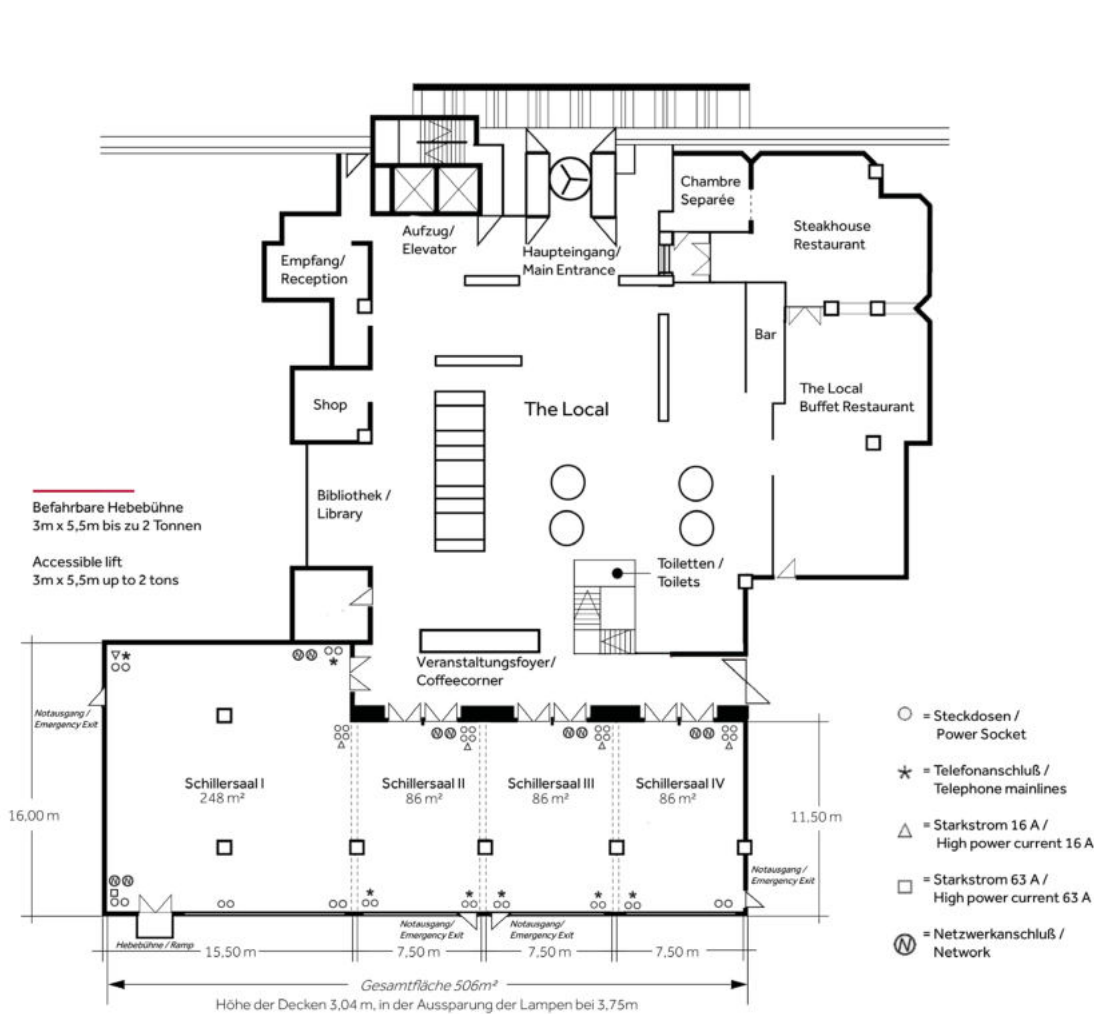 Chambre
Separée
Steakhouse
Restaurant
Aufzug/
Elevator
Haupteingang/
Main Entrance
Empfang/
Reception
Bar
The Local
Buffet Restaurant
Shop
The Local
Bibliothek /
Library
Befahrbare Hebebühne
3m x 5,5m bis zu 2 Tonnen
Accessible lift
3m x 5,5m up to 2 tons
Toiletten /
Toilets
Veranstaltungsfoyer/
Coffeecorner
Notausgang /
Emergency Exit
Schillersaal I
248 m²
Schillersaal II
86 m²
Schillersaal III
86 m²
Schillersaal IV
86 m²
16,00 m
11,50 m
Notausgang /
Emergency Exit
N N
N N
N N
N N
N N
= Steckdosen /
Power Socket
= Telefonanschluß /
Telephone mainlines
= Starkstrom 16 A /
High power current 16 A
= Starkstrom 63 A /
High power current 63 A
N = Netzwerkanschluß /
Network
Hebebühne / Ramp
Notausgang/
Emergency Exit
Notausgang/
Emergency Exit
15,50 m
7,50 m
7,50 m
7,50 m
Gesamtfläche 506m²
Höhe der Decken 3,04 m, in der Aussparung der Lampen bei 3,75m